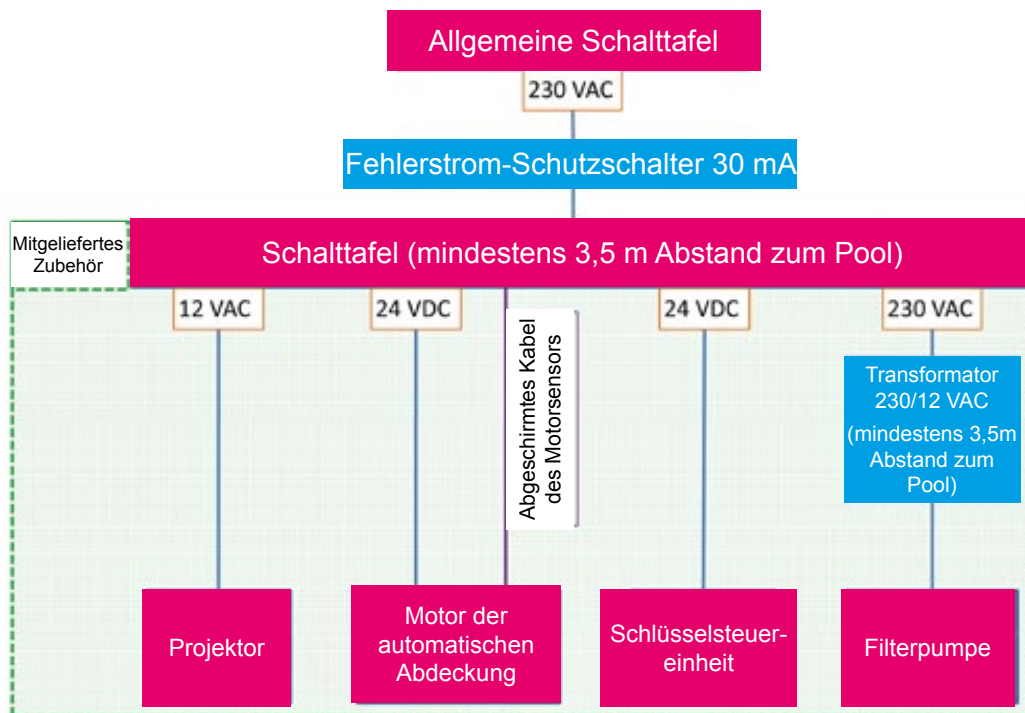 Allgemeine Schalttafel
230 VAC
Fehlerstrom-Schutzschalter 30 mA
Mitgeliefertes
Zubehör
Schalttafel (mindestens 3,5 m Abstand zum Pool)
12 VAC
24 VDC
Abgeschirmtes Kabel
des Motorsensors
24 VDC
230 VAC
Transformator
230/12 VAC
(mindestens 3,5m
Abstand zum
Pool)
Projektor
Motor der
automatischen
Abdeckung
Schlüsselsteuer-
einheit
Filterpumpe